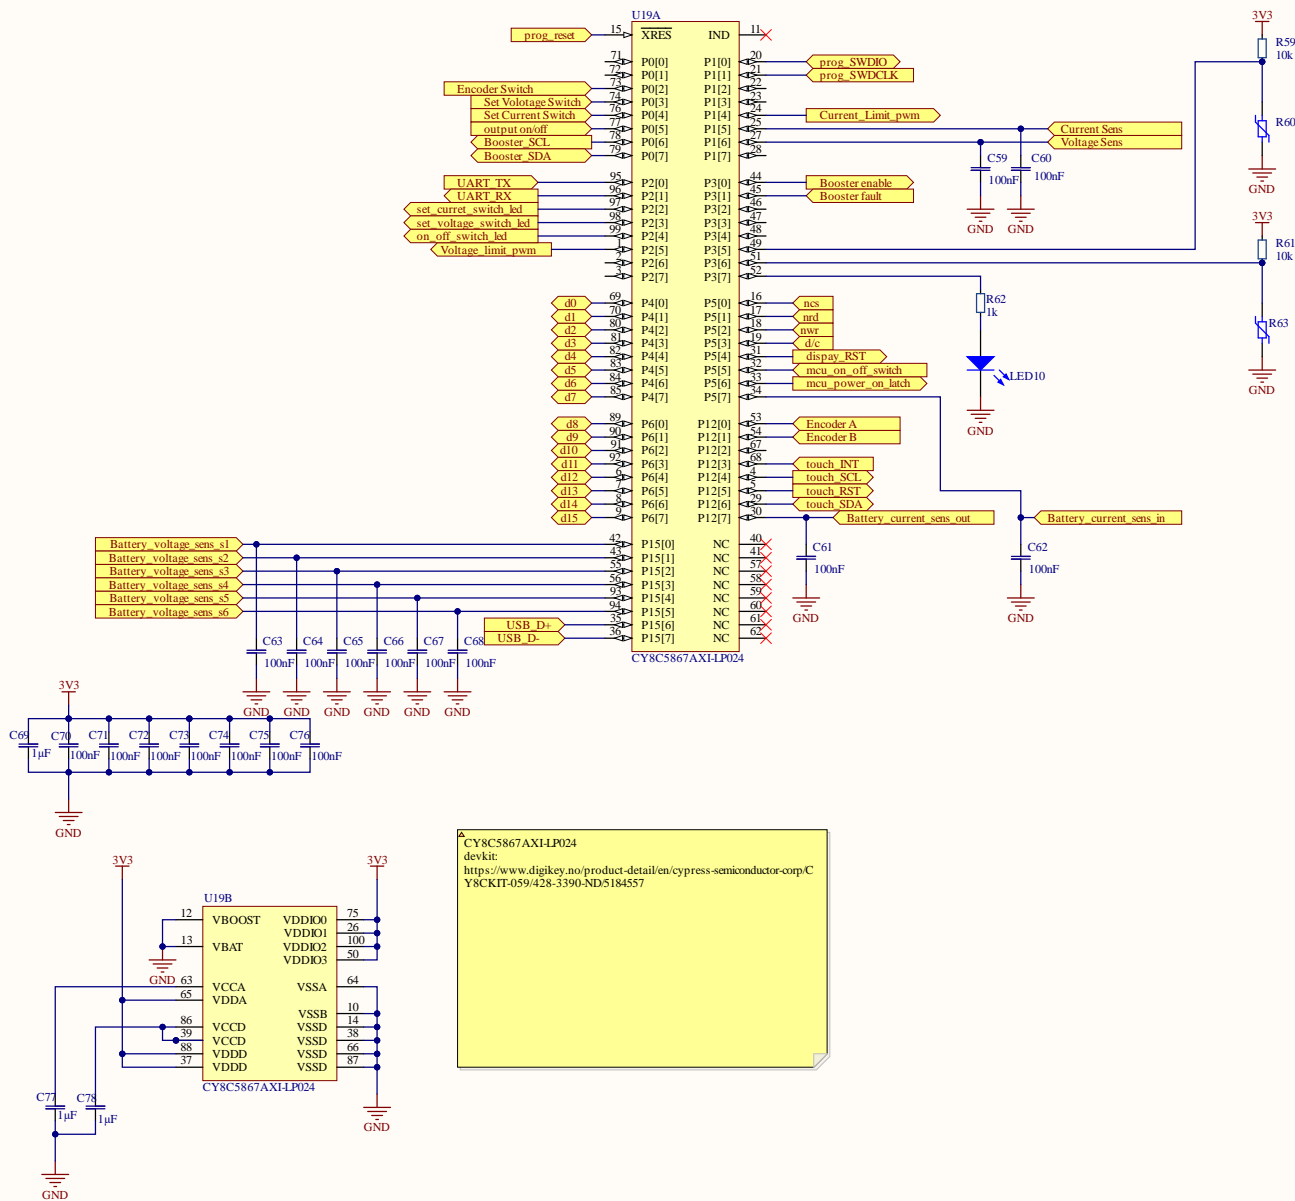 U19A
prog_reset 15 XRES IND 11
71 P0[0] P1[0] 20 prog_SWDIO
72 P0[1] P1[1] 21 prog_SWDCLK
Encoder Switch 73 P0[2] P1[2] 22
Set Volotage Switch 74 P0[3] P1[3] 23
Set Current Switch 76 P0[4] P1[4] 24 Current_Limit_pwm
output on/off 77 P0[5] P1[5] 25 Current Sens
Booster_SCL 78 P0[6] P1[6] 27 Voltage Sens
Booster_SDA 79 P0[7] P1[7] 28
3V3
R59
10k
R60
GND
C59
100nF
GND
C60
100nF
GND
UART_TX 95 P2[0] P3[0] 44 Booster enable
UART_RX 96 P2[1] P3[1] 45 Booster fault
set_curret_switch_led 97 P2[2] P3[2] 46
set_voltage_switch_led 98 P2[3] P3[3] 47
on_off_switch_led 99 P2[4] P3[4] 48
Voltage_limit_pwm 1 P2[5] P3[5] 49
2 P2[6] P3[6] 51
3 P2[7] P3[7] 52
3V3
R61
10k
R63
GND
R62
1k
LED10
GND
d0 69 P4[0] P5[0] 16 ncs
d1 70 P4[1] P5[1] 17 nrd
d2 80 P4[2] P5[2] 18 nwr
d3 81 P4[3] P5[3] 19 d/c
d4 82 P4[4] P5[4] 31 dispay_RST
d5 83 P4[5] P5[5] 32 mcu_on_off_switch
d6 84 P4[6] P5[6] 33 mcu_power_on_latch
d7 85 P4[7] P5[7] 34
d8 89 P6[0] P12[0] 53 Encoder A
d9 90 P6[1] P12[1] 54 Encoder B
d10 91 P6[2] P12[2] 67
d11 92 P6[3] P12[3] 68 touch_INT
d12 6 P6[4] P12[4] 4 touch_SCL
d13 7 P6[5] P12[5] 5 touch_RST
d14 8 P6[6] P12[6] 29 touch_SDA
d15 9 P6[7] P12[7] 30 Battery_current_sens_out Battery_current_sens_in
Battery_voltage_sens_s1 42 P15[0] NC 40
Battery_voltage_sens_s2 43 P15[1] NC 41
Battery_voltage_sens_s3 55 P15[2] NC 57
Battery_voltage_sens_s4 56 P15[3] NC 58
Battery_voltage_sens_s5 93 P15[4] NC 59
Battery_voltage_sens_s6 94 P15[5] NC 60
USB_D+ 35 P15[6] NC 61
USB_D- 36 P15[7] NC 62
CY8C5867AXI-LP024
C61
100nF
GND
C62
100nF
GND
C63 C64 C65 C66 C67 C68
100nF 100nF 100nF 100nF 100nF 100nF
GND GND GND GND GND GND
3V3
C69 C70 C71 C72 C73 C74 C75 C76
1µF 100nF 100nF 100nF 100nF 100nF 100nF 100nF
GND
CY8C5867AXI-LP024
devkit:
https://www.digikey.no/product-detail/en/cypress-semiconductor-corp/C
Y8CKIT-059/428-3390-ND/5184557
3V3 3V3
U19B
12 VBOOST VDDIO0 75
VDDIO1 26
13 VBAT VDDIO2 100
VDDIO3 50
GND
63 VCCA VSSA 64
65 VDDA
VSSB 10
86 VCCD VSSD 14
39 VCCD VSSD 38
88 VDDD VSSD 66
37 VDDD VSSD 87
CY8C5867AXI-LP024
C77 C78
1µF 1µF
GND
GND